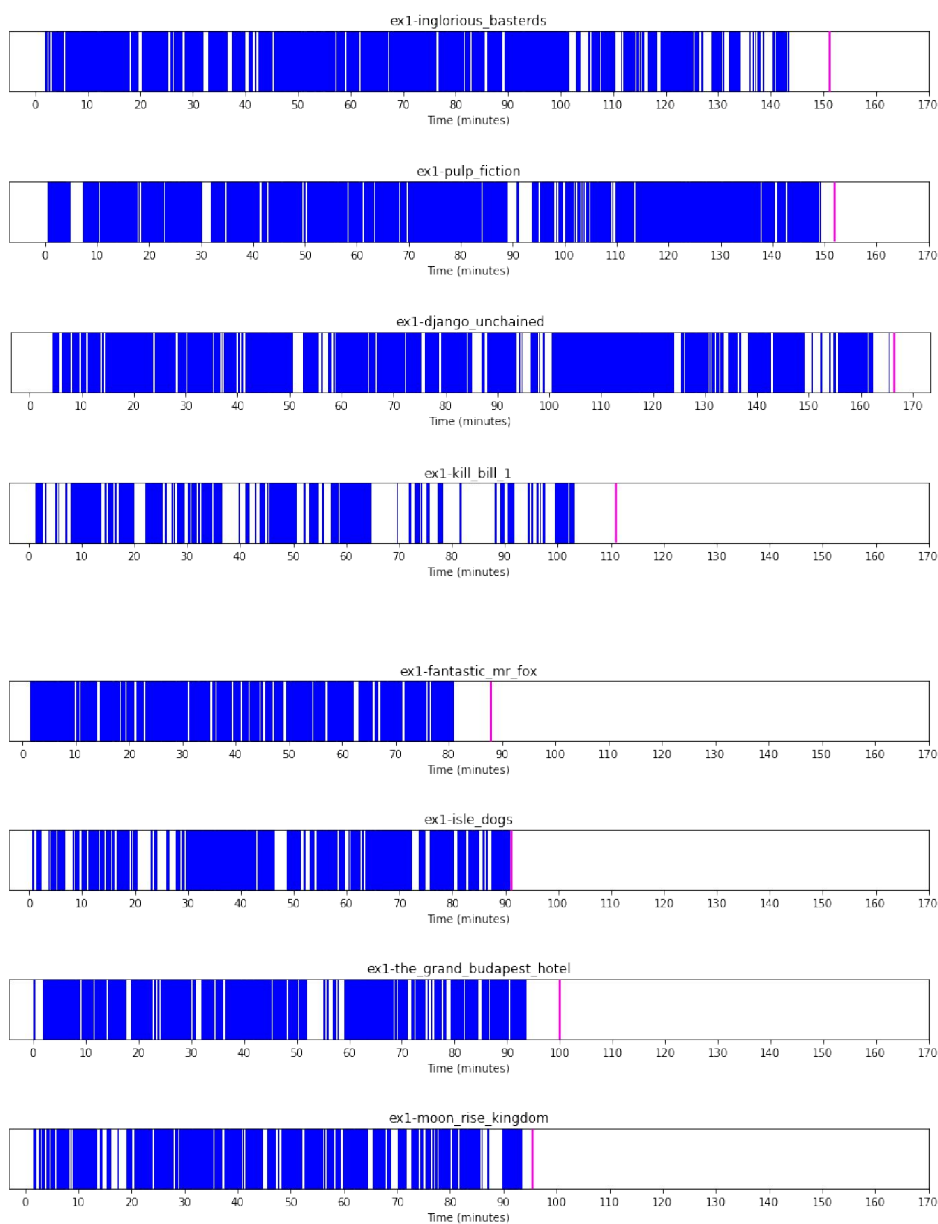 ex1-inglorious_basterds
0 10 20 30 40 50 60 70 80 90 100 110 120 130 140 150 160 170
Time (minutes)
ex1-pulp_fiction
0 10 20 30 40 50 60 70 80 90 100 110 120 130 140 150 160 170
Time (minutes)
ex1-django_unchained
0 10 20 30 40 50 60 70 80 90 100 110 120 130 140 150 160 170
Time (minutes)
ex1-kill_bill_1
0 10 20 30 40 50 60 70 80 90 100 110 120 130 140 150 160 170
Time (minutes)
ex1-fantastic_mr_fox
0 10 20 30 40 50 60 70 80 90 100 110 120 130 140 150 160 170
Time (minutes)
ex1-isle_dogs
0 10 20 30 40 50 60 70 80 90 100 110 120 130 140 150 160 170
Time (minutes)
ex1-the_grand_budapest_hotel
0 10 20 30 40 50 60 70 80 90 100 110 120 130 140 150 160 170
Time (minutes)
ex1-moon_rise_kingdom
0 10 20 30 40 50 60 70 80 90 100 110 120 130 140 150 160 170
Time (minutes)